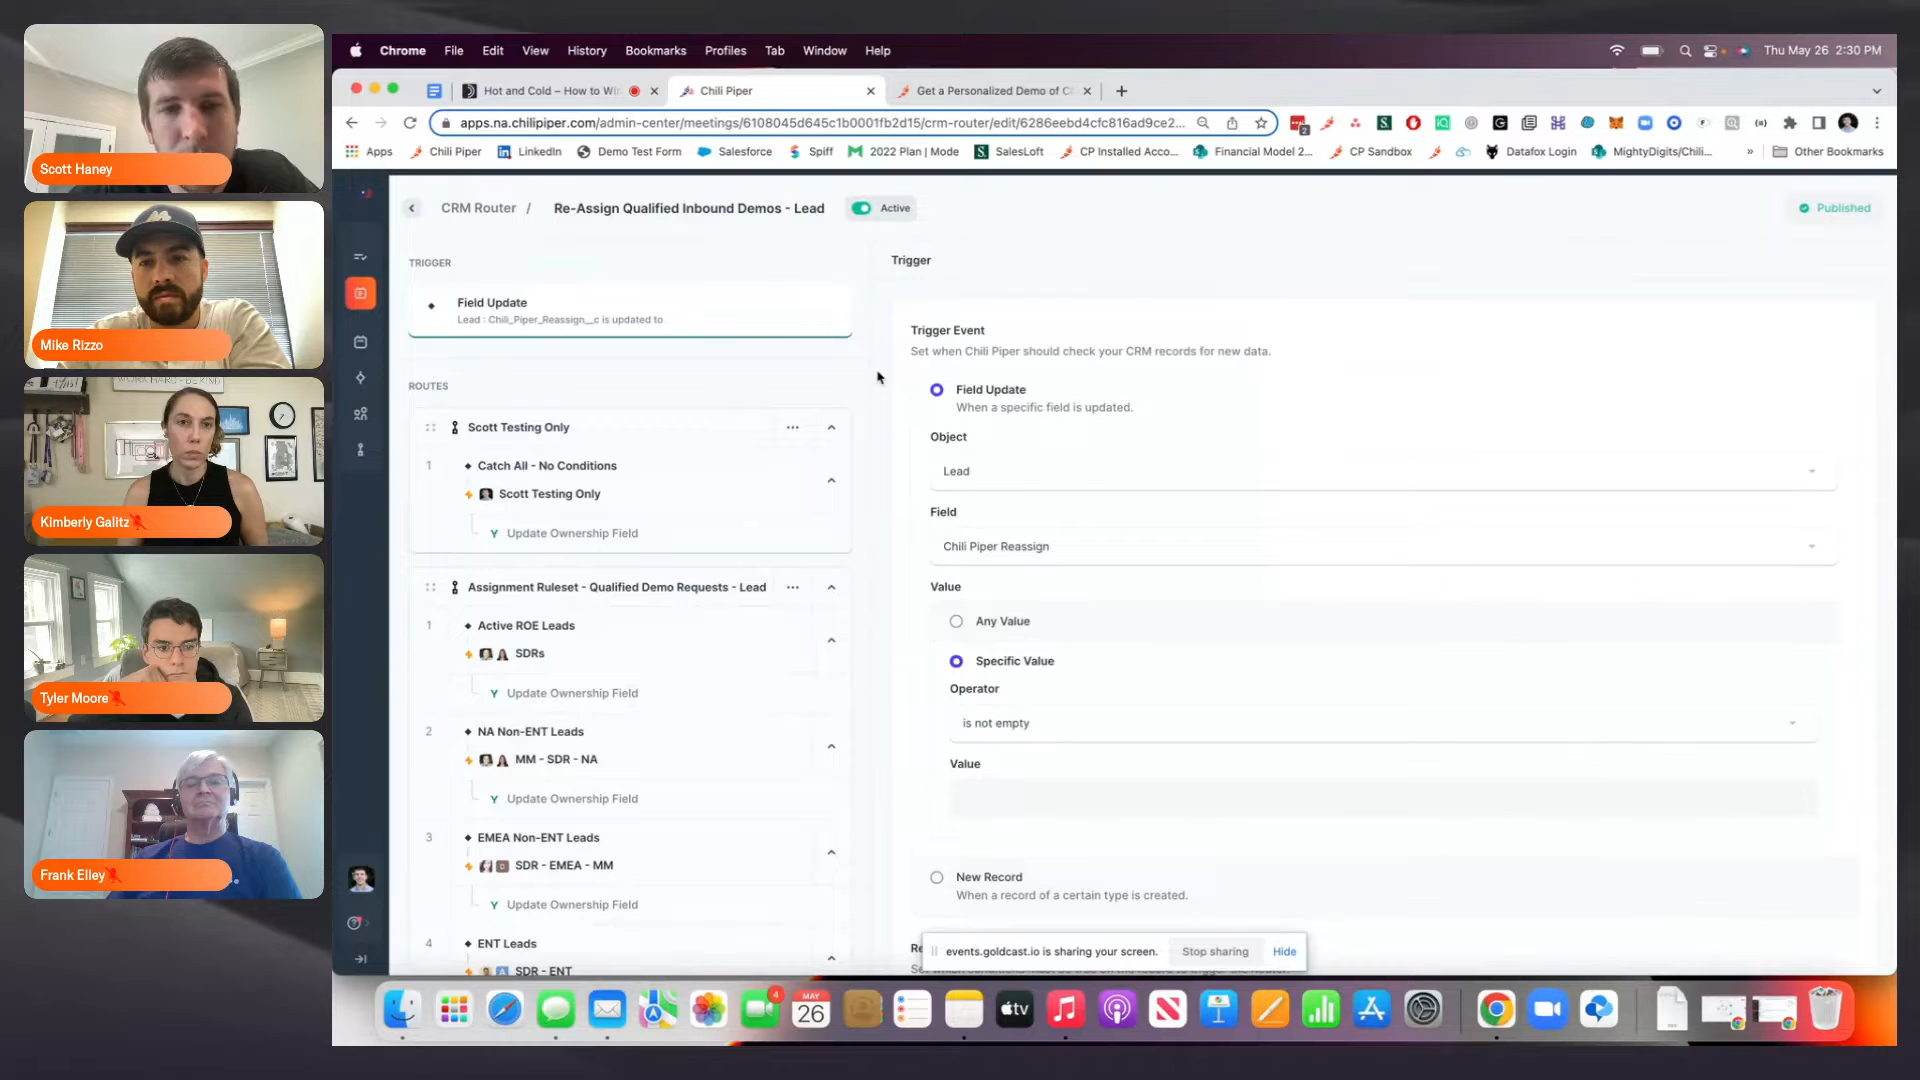 Scott Haney
Mike Rizzo
WORK HARD + BE KIND
Kimberly Galitz
Tyler Moore
Frank Elley
Chrome File Edit View History Bookmarks Profiles Tab Window Help
Thu May 26 2:30 PM
Hot and Cold – How to Wi
Chili Piper
Get a Personalized Demo of C
apps.na.chilipiper.com/admin-center/meetings/6108045d645c1b0001fb2d15/crm-router/edit/6286eebd4cfc816ad9ce2...
Apps Chili Piper LinkedIn Demo Test Form Salesforce Spiff 2022 Plan | Mode SalesLoft CP Installed Acco... Financial Model 2... CP Sandbox Datafox Login MightyDigits/Chili... » Other Bookmarks
CRM Router / Re-Assign Qualified Inbound Demos - Lead Active
Published
TRIGGER
Field Update
Lead : Chili_Piper_Reassign__c is updated to
ROUTES
Scott Testing Only
1 Catch All - No Conditions
Scott Testing Only
Update Ownership Field
Assignment Ruleset - Qualified Demo Requests - Lead
1 Active ROE Leads
SDRs
Update Ownership Field
2 NA Non-ENT Leads
MM - SDR - NA
Update Ownership Field
3 EMEA Non-ENT Leads
SDR - EMEA - MM
Update Ownership Field
4 ENT Leads
SDR - ENT
Trigger
Trigger Event
Set when Chili Piper should check your CRM records for new data.
Field Update
When a specific field is updated.
Object
Lead
Field
Chili Piper Reassign
Value
Any Value
Specific Value
Operator
is not empty
Value
New Record
When a record of a certain type is created.
events.goldcast.io is sharing your screen. Stop sharing Hide
4
MAY
26
tv